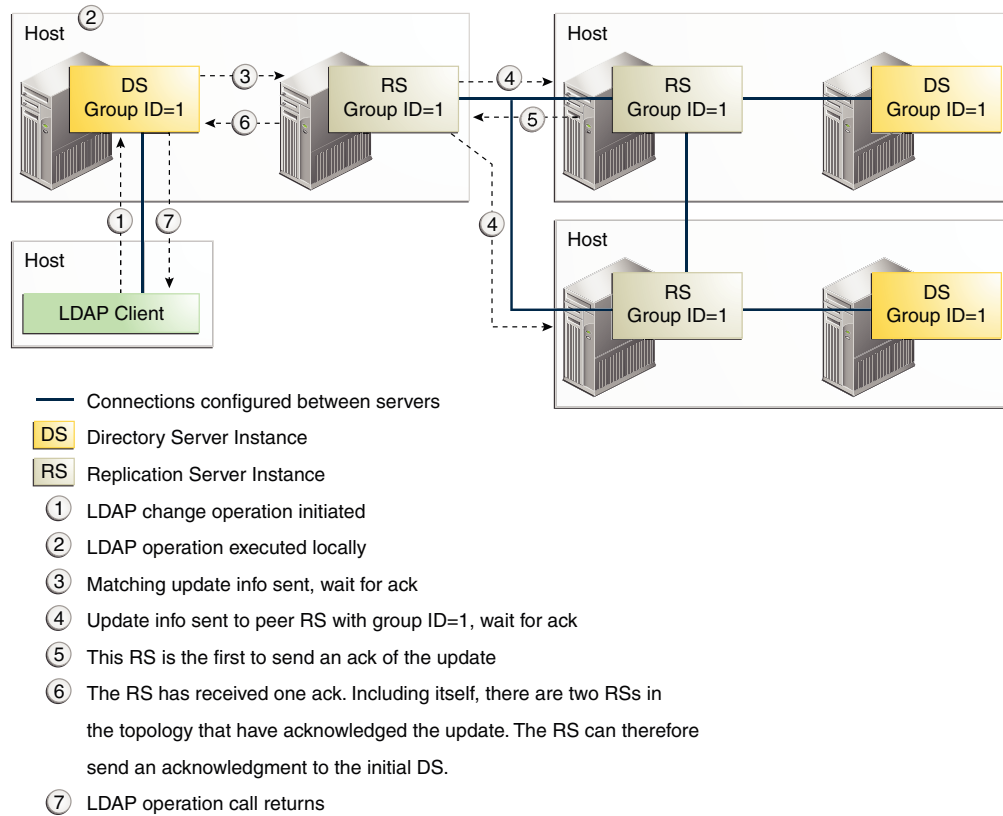 2
Host
Host
DS
Group ID=1
3
6
RS
Group ID=1
4
5
RS
Group ID=1
DS
Group ID=1
1
7
4
Host
Host
LDAP Client
RS
Group ID=1
DS
Group ID=1
Connections configured between servers
DS Directory Server Instance
RS Replication Server Instance
1 LDAP change operation initiated
2 LDAP operation executed locally
3 Matching update info sent, wait for ack
4 Update info sent to peer RS with group ID=1, wait for ack
5 This RS is the first to send an ack of the update
6 The RS has received one ack. Including itself, there are two RSs in
the topology that have acknowledged the update. The RS can therefore
send an acknowledgment to the initial DS.
7 LDAP operation call returns